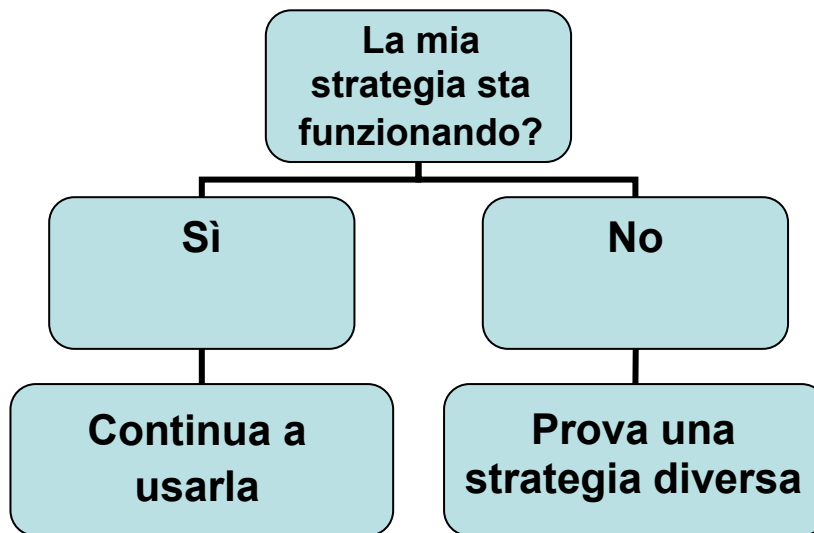 La mia
strategia sta
funzionando?
Sì
No
Continua a
usarla
Prova una
strategia diversa